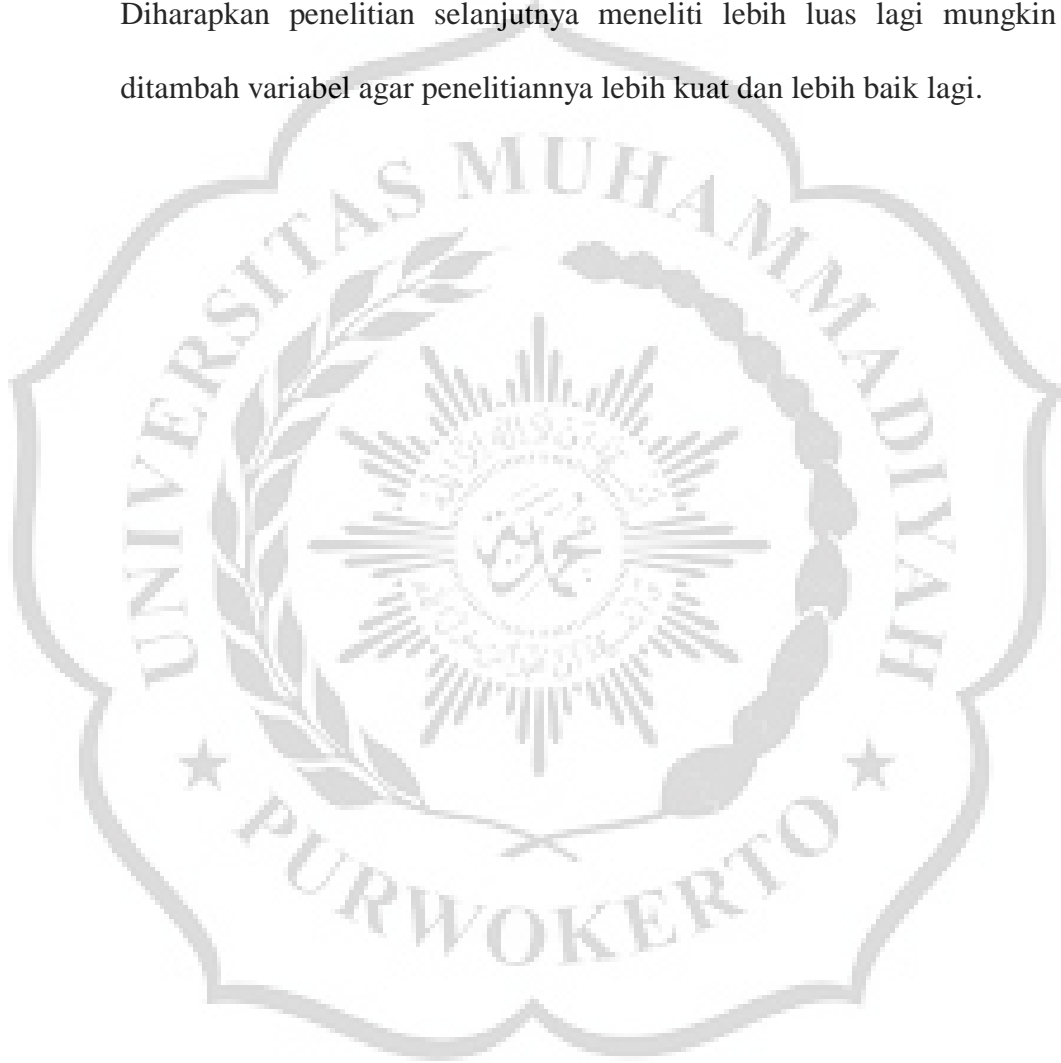 Diharapkan penelitian selanjutnya meneliti lebih luas lagi mungkin
ditambah variabel agar penelitiannya lebih kuat dan lebih baik lagi.
UNIVERSITAS MUHAMMADIYAH
PURWOKERTO